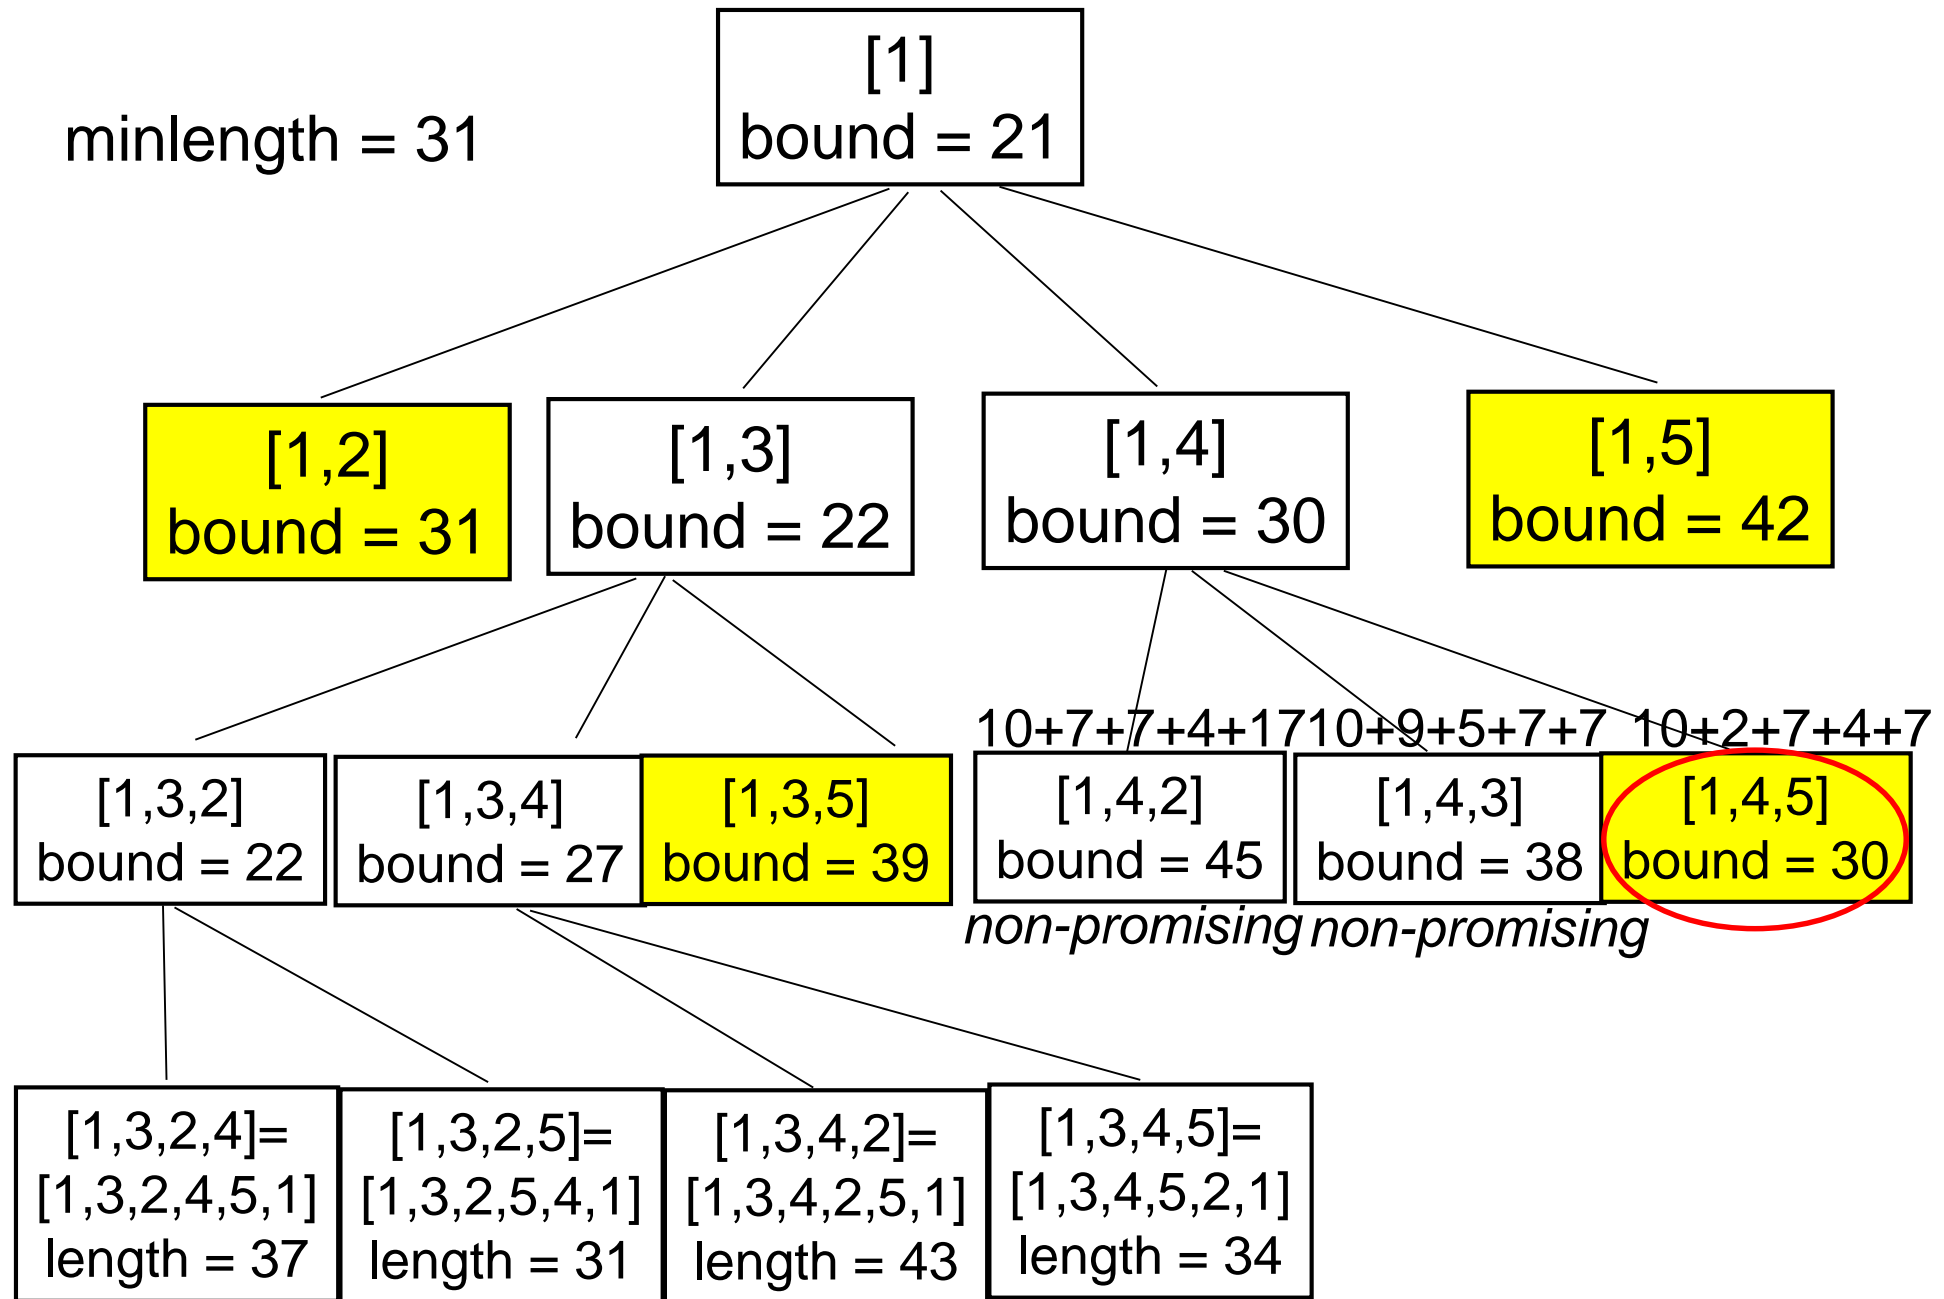 [1]
bound = 21
minlength = 31
[1,2]
bound = 31
[1,3]
bound = 22
[1,4]
bound = 30
[1,5]
bound = 42
10+7+7+4+17
10+9+5+7+7
10+2+7+4+7
[1,3,2]
bound = 22
[1,3,4]
bound = 27
[1,3,5]
bound = 39
[1,4,2]
bound = 45
non-promising
[1,4,3]
bound = 38
non-promising
[1,4,5]
bound = 30
[1,3,2,4]=
[1,3,2,4,5,1]
length = 37
[1,3,2,5]=
[1,3,2,5,4,1]
length = 31
[1,3,4,2]=
[1,3,4,2,5,1]
length = 43
[1,3,4,5]=
[1,3,4,5,2,1]
length = 34